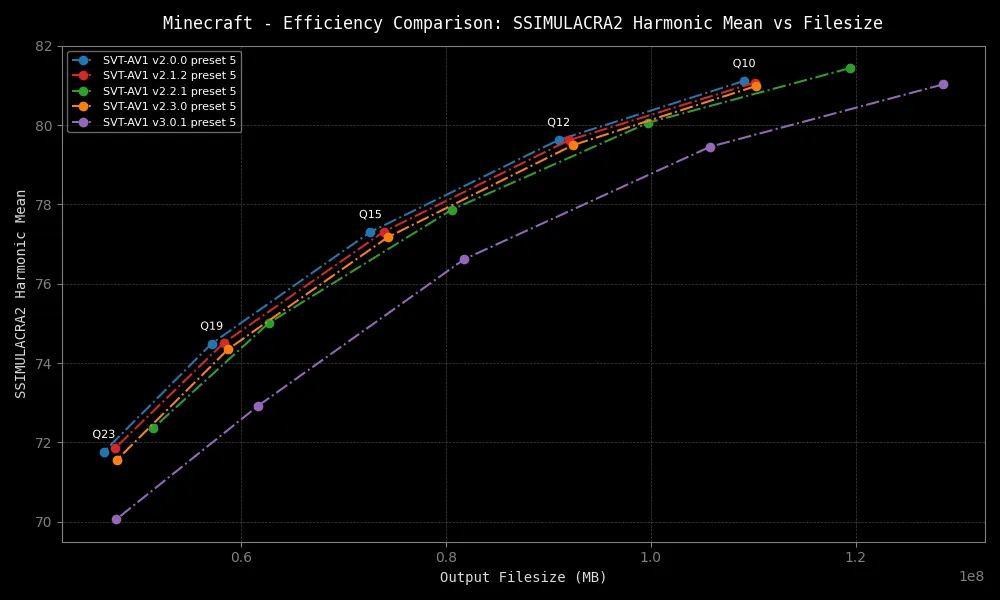 Minecraft - Efficiency Comparison: SSIMULACRA2 Harmonic Mean vs Filesize
SVT-AV1 v2.0.0 preset 5
SVT-AV1 v2.1.2 preset 5
SVT-AV1 v2.2.1 preset 5
SVT-AV1 v2.3.0 preset 5
SVT-AV1 v3.0.1 preset 5
Q10
Q12
Q15
Q19
Q23
82
80
78
76
74
72
70
SSIMULACRA2 Harmonic Mean
0.6
0.8
1.0
1.2
1e8
Output Filesize (MB)